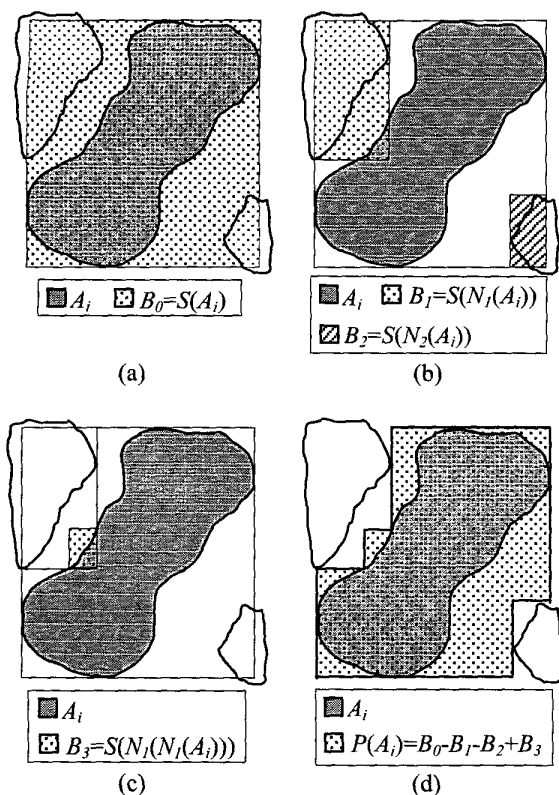 A_i B_0=S(A_i)
(a)
A_i B_1=S(N_1(A_i))
B_2=S(N_2(A_i))
(b)
A_i
B_3=S(N_1(N_1(A_i)))
(c)
A_i
P(A_i)=B_0-B_1-B_2+B_3
(d)